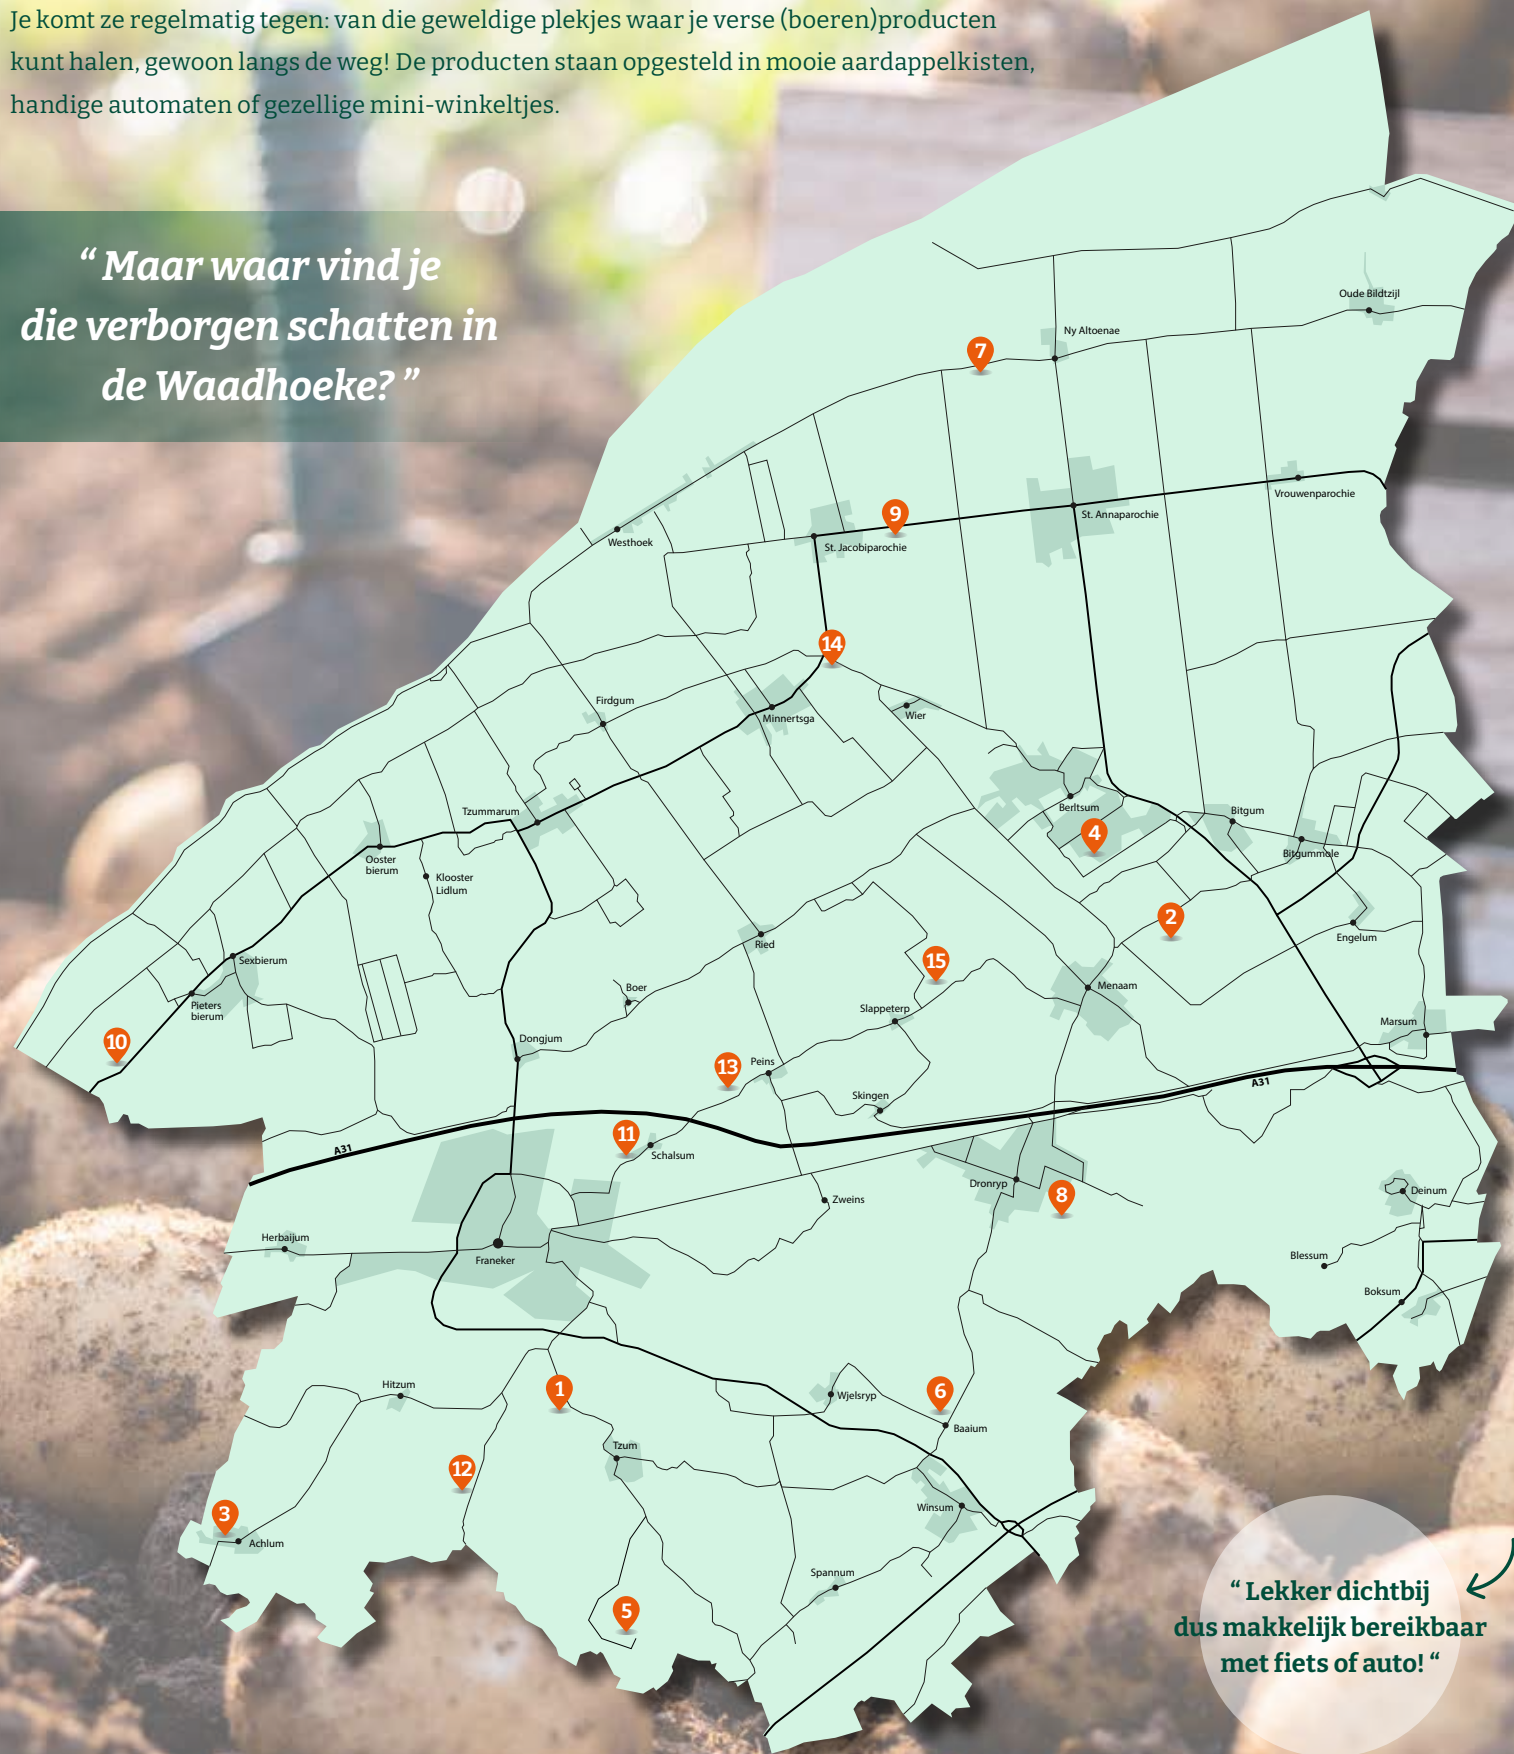 Je komt ze regelmatig tegen: van die geweldige plekjes waar je verse (boeren)producten
kunt halen, gewoon langs de weg! De producten staan opgesteld in mooie aardappelkisten,
handige automaten of gezellige mini-winkeltjes.
“ Maar waar vind je
die verborgen schatten in
de Waadhoeke? ”
Oude Bildtzijl
Ny Altoenae
7
Vrouwenparochie
St. Annaparochie
9
Westhoek
St. Jacobiparochie
14
Firdgum
Minnertsga
Wier
Tzummarum
Berltsum
Bitgum
4
Bitgummole
Ooster
bierum
Klooster
Lidlum
2
Engelum
Ried
15
Sexbierum
Menaam
Boer
Pieters
bierum
Slappeterp
Marsum
10
Dongjum
13
Peins
A31
Skingen
11
A31
Schalsum
Dronryp
8
Deinum
Zweins
Herbaijum
Franeker
Blessum
Boksum
Hitzum
1
Wjelsryp
6
Baaium
Tzum
12
Winsum
3
Achlum
Spannum
5
“ Lekker dichtbij
dus makkelijk bereikbaar
met fiets of auto! “